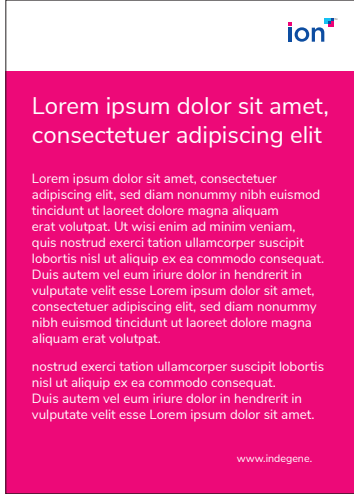 ion
Lorem ipsum dolor sit amet,
consectetuer adipiscing elit
Lorem ipsum dolor sit amet, consectetuer
adipiscing elit, sed diam nonummy nibh euismod
tincidunt ut laoreet dolore magna aliquam
erat volutpat. Ut wisi enim ad minim veniam,
quis nostrud exerci tation ullamcorper suscipit
lobortis nisl ut aliquip ex ea commodo consequat.
Duis autem vel eum iriure dolor in hendrerit in
vulputate velit esse Lorem ipsum dolor sit amet,
consectetuer adipiscing elit, sed diam nonummy
nibh euismod tincidunt ut laoreet dolore magna
aliquam erat volutpat.
nostrud exerci tation ullamcorper suscipit lobortis
nisl ut aliquip ex ea commodo consequat.
Duis autem vel eum iriure dolor in hendrerit in
vulputate velit esse Lorem ipsum dolor sit amet.
www.indegene.